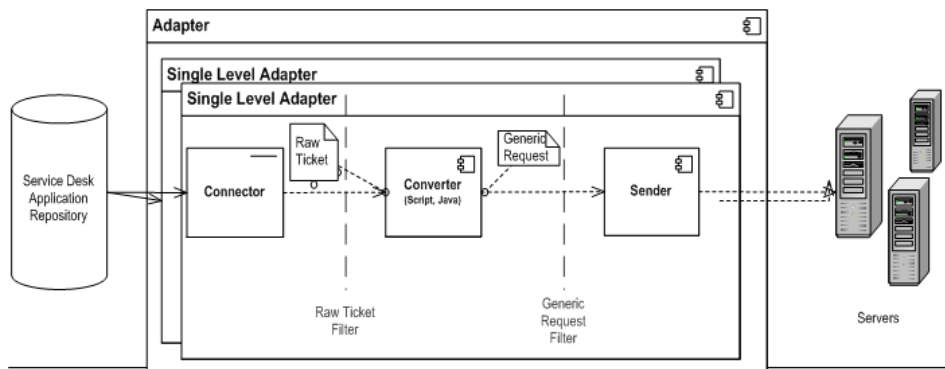 Adapter
Single Level Adapter
Single Level Adapter
Service Desk
Application
Repository
Connector
Raw
Ticket
Converter
(Script, Java)
Generic
Request
Sender
Raw Ticket
Filter
Generic
Request
Filter
Servers